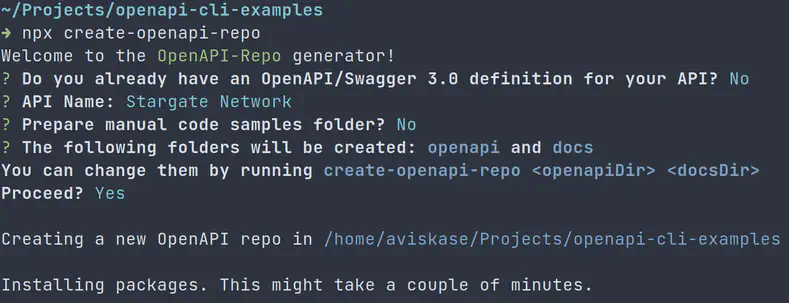 ~/Projects/openapi-cli-examples
➜ npx create-openapi-repo
Welcome to the OpenAPI-Repo generator!
? Do you already have an OpenAPI/Swagger 3.0 definition for your API? No
? API Name: Stargate Network
? Prepare manual code samples folder? No
? The following folders will be created: openapi and docs
You can change them by running create-openapi-repo <openapiDir> <docsDir>
Proceed? Yes
Creating a new OpenAPI repo in /home/aviskase/Projects/openapi-cli-examples
Installing packages. This might take a couple of minutes.